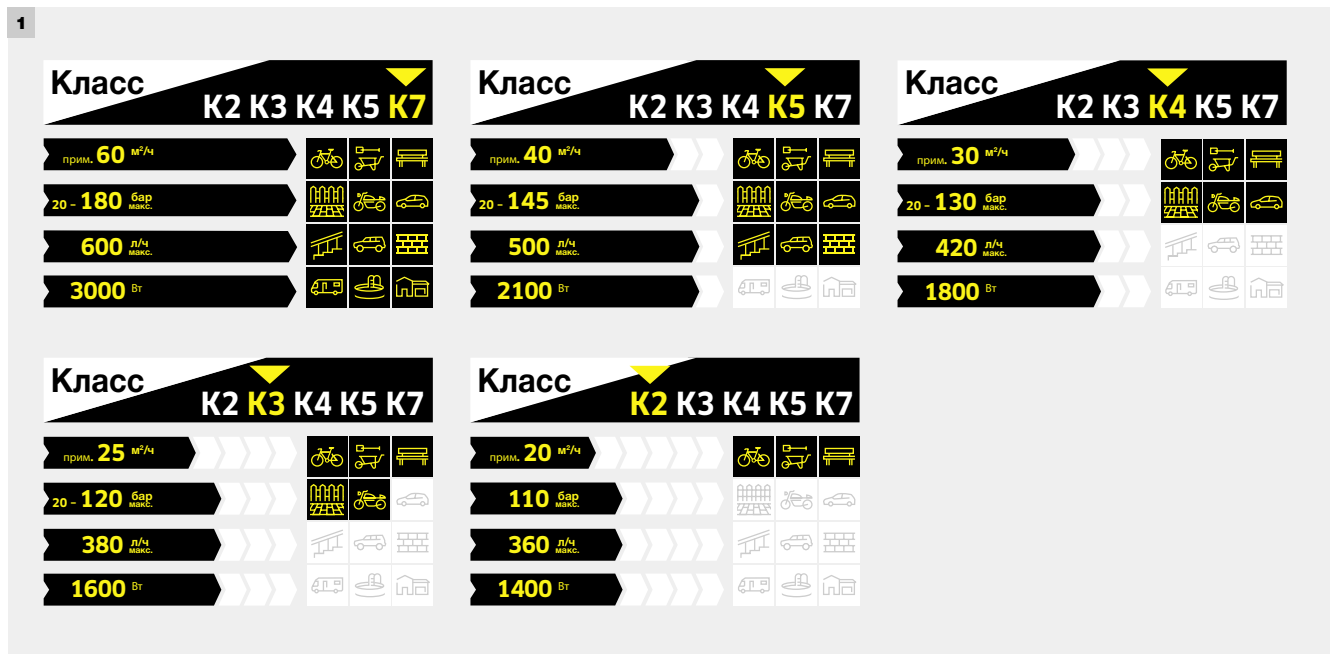 1
Класс
K2 K3 K4 K5 K7
прим. 60 м²/ч
20 – 180 бар макс.
600 л/ч макс.
3000 Вт
Класс
K2 K3 K4 K5 K7
прим. 40 м²/ч
20 – 145 бар макс.
500 л/ч макс.
2100 Вт
Класс
K2 K3 K4 K5 K7
прим. 30 м²/ч
20 – 130 бар макс.
420 л/ч макс.
1800 Вт
Класс
K2 K3 K4 K5 K7
прим. 25 м²/ч
20 – 120 бар макс.
380 л/ч макс.
1600 Вт
Класс
K2 K3 K4 K5 K7
прим. 20 м²/ч
110 бар макс.
360 л/ч макс.
1400 Вт